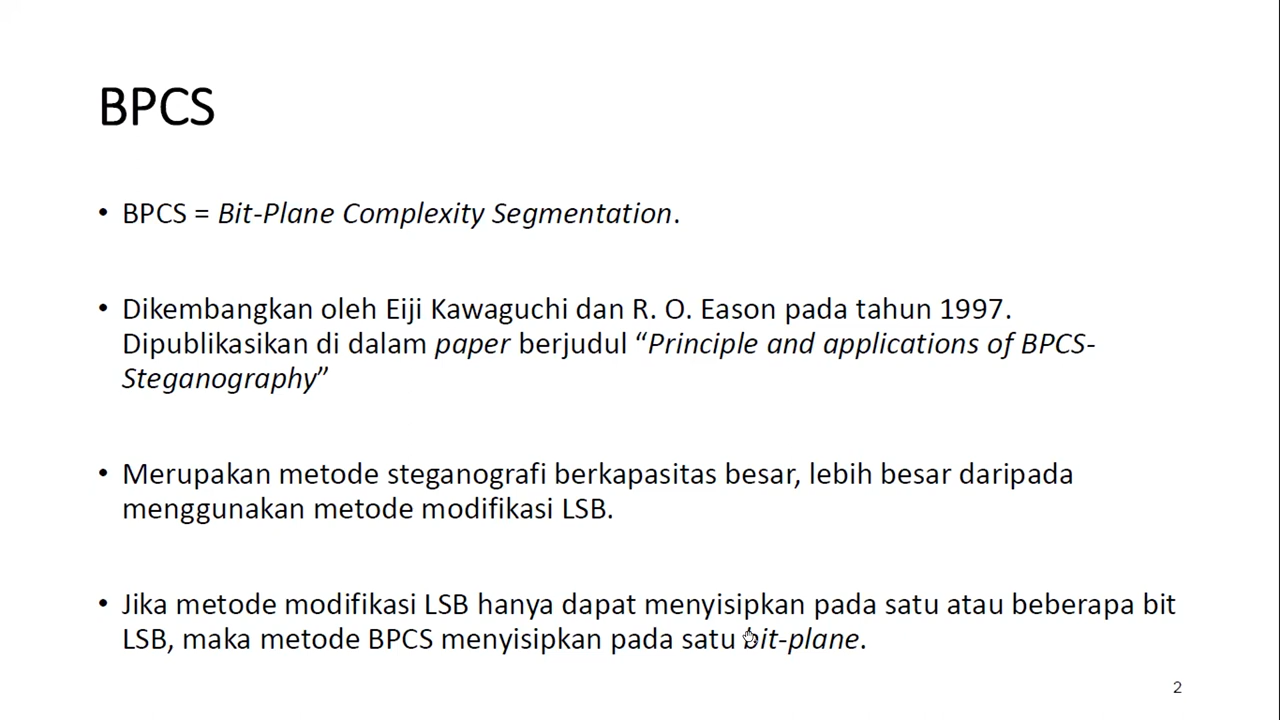 BPCS
• BPCS = Bit-Plane Complexity Segmentation.
• Dikembangkan oleh Eiji Kawaguchi dan R. O. Eason pada tahun 1997.
Dipublikasikan di dalam paper berjudul “Principle and applications of BPCS-
Steganography”
• Merupakan metode steganografi berkapasitas besar, lebih besar daripada
menggunakan metode modifikasi LSB.
• Jika metode modifikasi LSB hanya dapat menyisipkan pada satu atau beberapa bit
LSB, maka metode BPCS menyisipkan pada satu bit-plane.
2